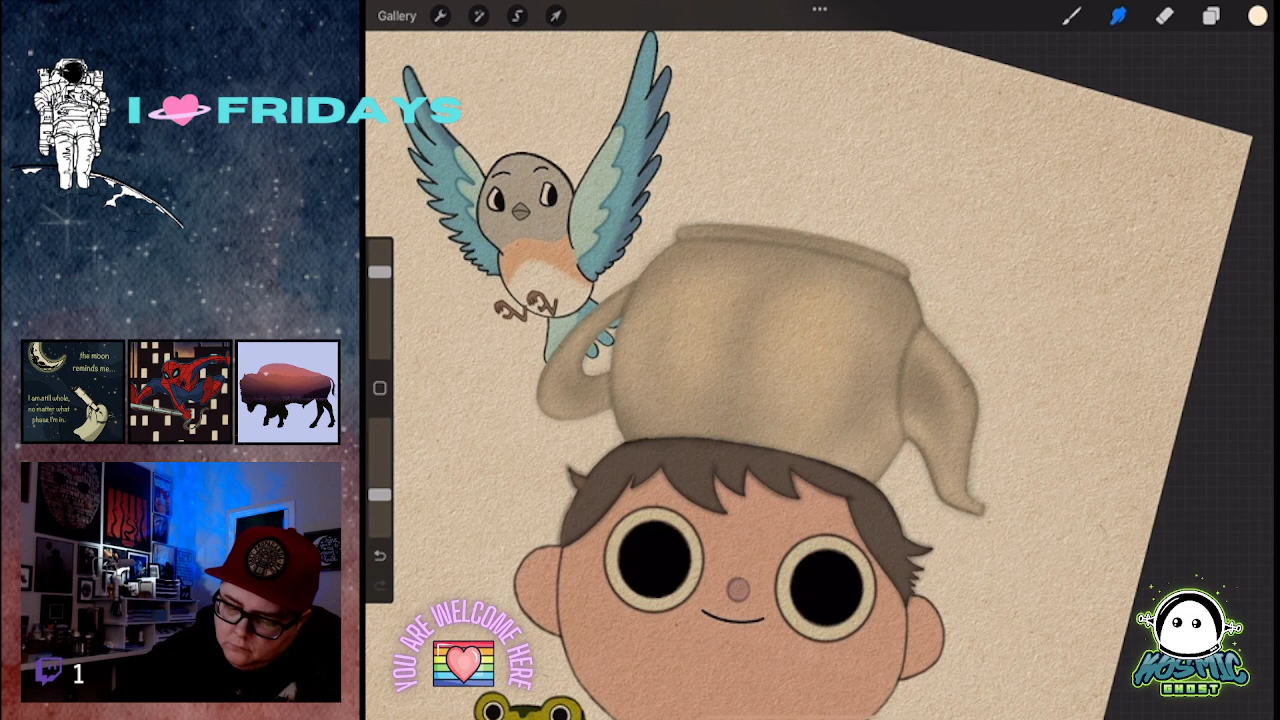 Gallery
I FRIDAYS
the moon
reminds me...
I am still whole,
no matter what
phase I'm in.
1
YOU ARE WELCOME HERE
KOSMIC
GHOST